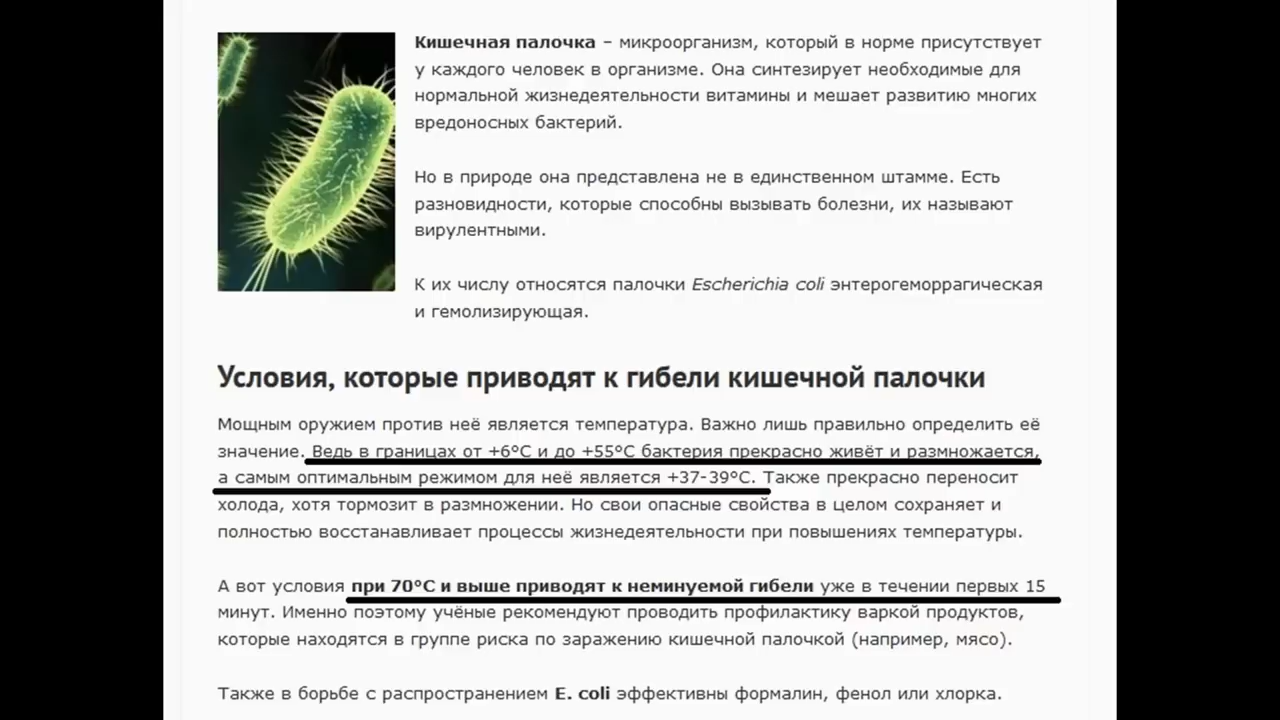 Кишечная палочка – микроорганизм, который в норме присутствует
у каждого человек в организме. Она синтезирует необходимые для
нормальной жизнедеятельности витамины и мешает развитию многих
вредоносных бактерий.
Но в природе она представлена не в единственном штамме. Есть
разновидности, которые способны вызывать болезни, их называют
вирулентными.
К их числу относятся палочки Escherichia coli энтерогеморрагическая
и гемолизирующая.
Условия, которые приводят к гибели кишечной палочки
Мощным оружием против неё является температура. Важно лишь правильно определить её
значение. Ведь в границах от +6°С и до +55°С бактерия прекрасно живёт и размножается,
а самым оптимальным режимом для неё является +37-39°С. Также прекрасно переносит
холода, хотя тормозит в размножении. Но свои опасные свойства в целом сохраняет и
полностью восстанавливает процессы жизнедеятельности при повышениях температуры.
А вот условия при 70°С и выше приводят к неминуемой гибели уже в течении первых 15
минут. Именно поэтому учёные рекомендуют проводить профилактику варкой продуктов,
которые находятся в группе риска по заражению кишечной палочкой (например, мясо).
Также в борьбе с распространением E. coli эффективны формалин, фенол или хлорка.